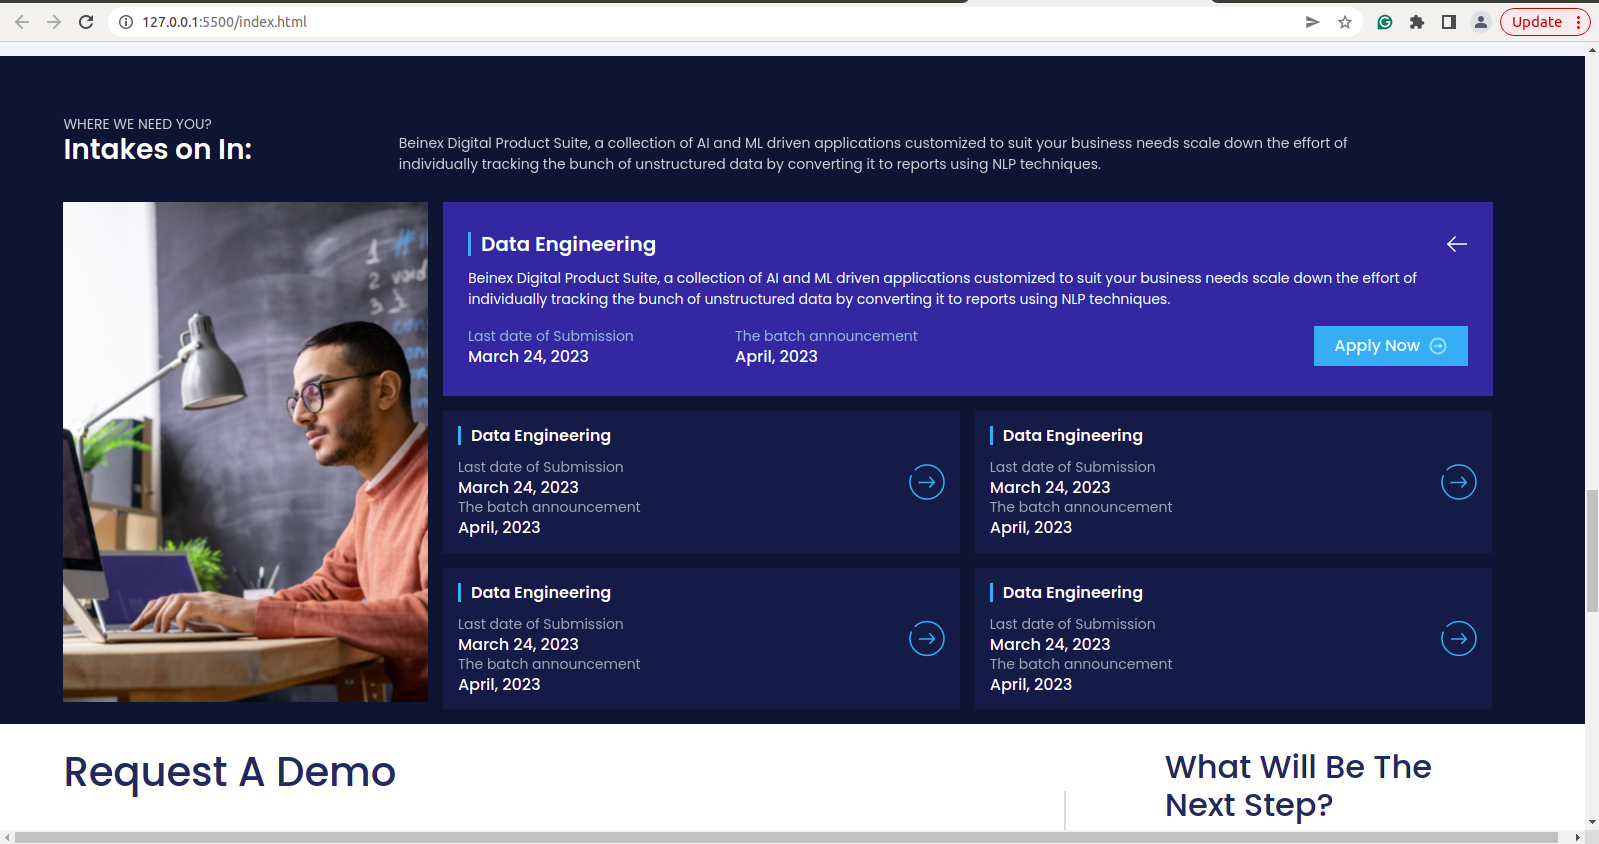 127.0.0.1:5500/index.html
Update
WHERE WE NEED YOU?
Intakes on In:
Beinex Digital Product Suite, a collection of AI and ML driven applications customized to suit your business needs scale down the effort of
individually tracking the bunch of unstructured data by converting it to reports using NLP techniques.
Data Engineering
Beinex Digital Product Suite, a collection of AI and ML driven applications customized to suit your business needs scale down the effort of
individually tracking the bunch of unstructured data by converting it to reports using NLP techniques.
Last date of Submission
March 24, 2023
The batch announcement
April, 2023
Apply Now
Data Engineering
Last date of Submission
March 24, 2023
The batch announcement
April, 2023
Data Engineering
Last date of Submission
March 24, 2023
The batch announcement
April, 2023
Data Engineering
Last date of Submission
March 24, 2023
The batch announcement
April, 2023
Data Engineering
Last date of Submission
March 24, 2023
The batch announcement
April, 2023
Request A Demo
What Will Be The
Next Step?